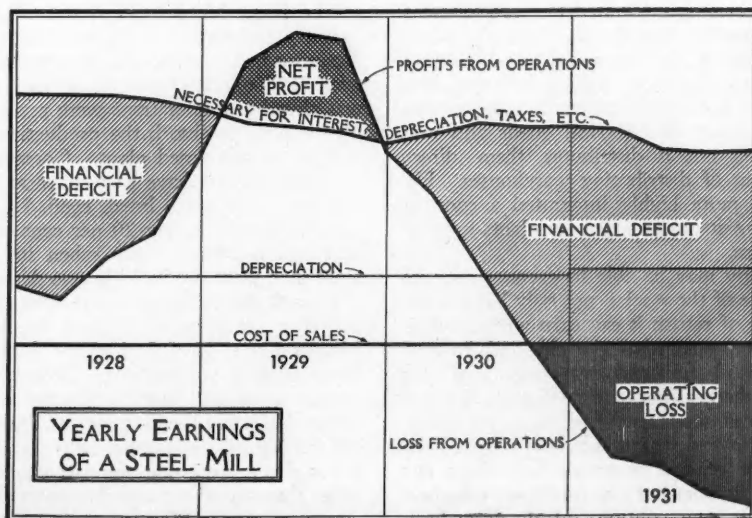 NET
PROFIT
PROFITS FROM OPERATIONS
NECESSARY FOR INTEREST, DEPRECIATION, TAXES, ETC.
FINANCIAL
DEFICIT
FINANCIAL DEFICIT
DEPRECIATION
COST OF SALES
1928
1929
1930
OPERATING
LOSS
YEARLY EARNINGS
OF A STEEL MILL
LOSS FROM OPERATIONS
1931